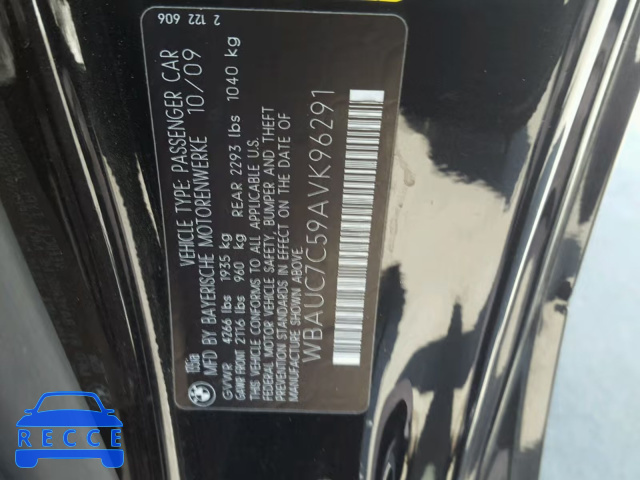 2 122 606
VEHICLE TYPE: PASSENGER CAR
MFD BY BAYERISCHE MOTORENWERKE 10/09
GVWR 4266 lbs 1935 kg
GAWR FRONT 2116 lbs 960 kg REAR 2293 lbs 1040 kg
THIS VEHICLE CONFORMS TO ALL APPLICABLE U.S.
FEDERAL MOTOR VEHICLE SAFETY, BUMPER AND THEFT
PREVENTION STANDARDS IN EFFECT ON THE DATE OF
MANUFACTURE SHOWN ABOVE.
WBAUC7C59AVK96291
RECCE